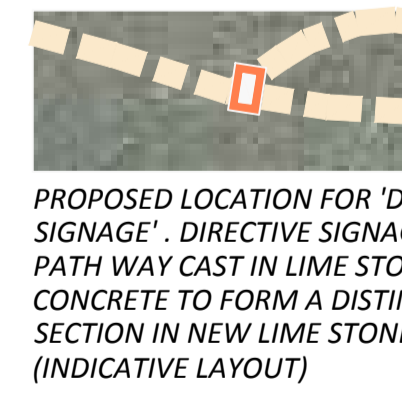 PROPOSED LOCATION FOR 'D
SIGNAGE' . DIRECTIVE SIGNA
PATH WAY CAST IN LIME STO
CONCRETE TO FORM A DISTI
SECTION IN NEW LIME STON
(INDICATIVE LAYOUT)